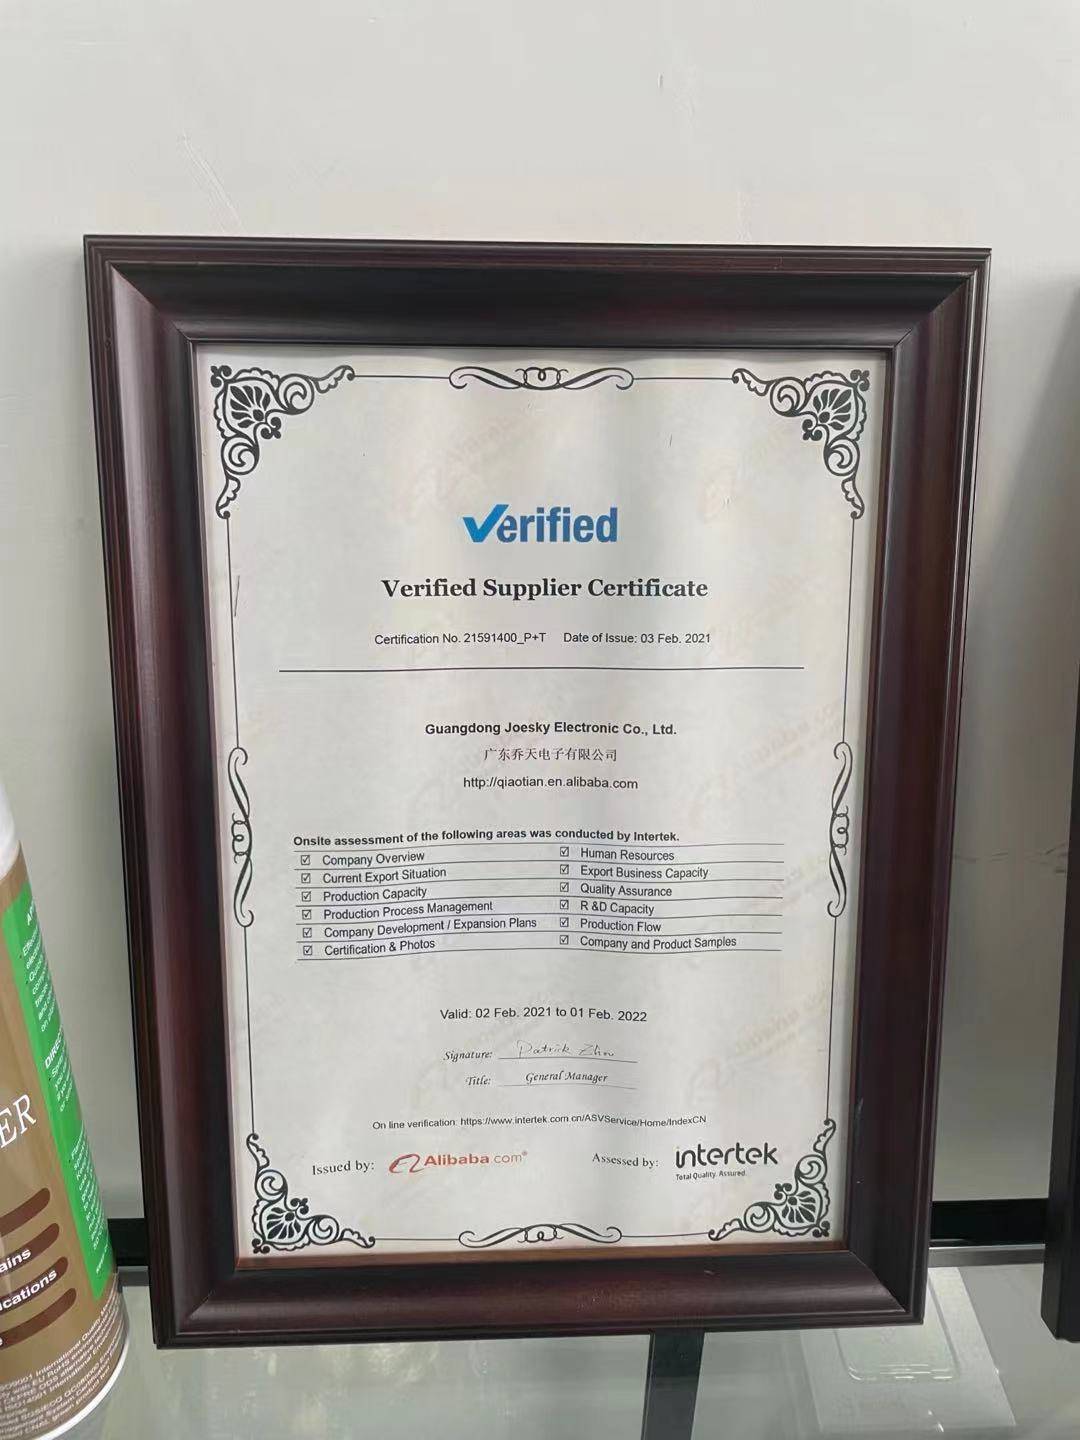 Verified
Verified Supplier Certificate
Certification No. 21591400_P+T Date of Issue: 03 Feb. 2021
Guangdong Joesky Electronic Co., Ltd.
广东乔天电子有限公司
http://qiaotian.en.alibaba.com
Onsite assessment of the following areas was conducted by Intertek.
☑ Company Overview ☑ Human Resources
☑ Current Export Situation ☑ Export Business Capacity
☑ Production Capacity ☑ Quality Assurance
☑ Production Process Management ☑ R &D Capacity
☑ Company Development / Expansion Plans ☑ Production Flow
☑ Certification & Photos ☑ Company and Product Samples
Valid: 02 Feb. 2021 to 01 Feb. 2022
Signature: Patrick Zhou
Title: General Manager
On line verification: https://www.intertek.com.cn/ASVService/Home/IndexCN
Issued by: Alibaba.com® Assessed by: intertek
Total Quality. Assured.
ER
ains
ications